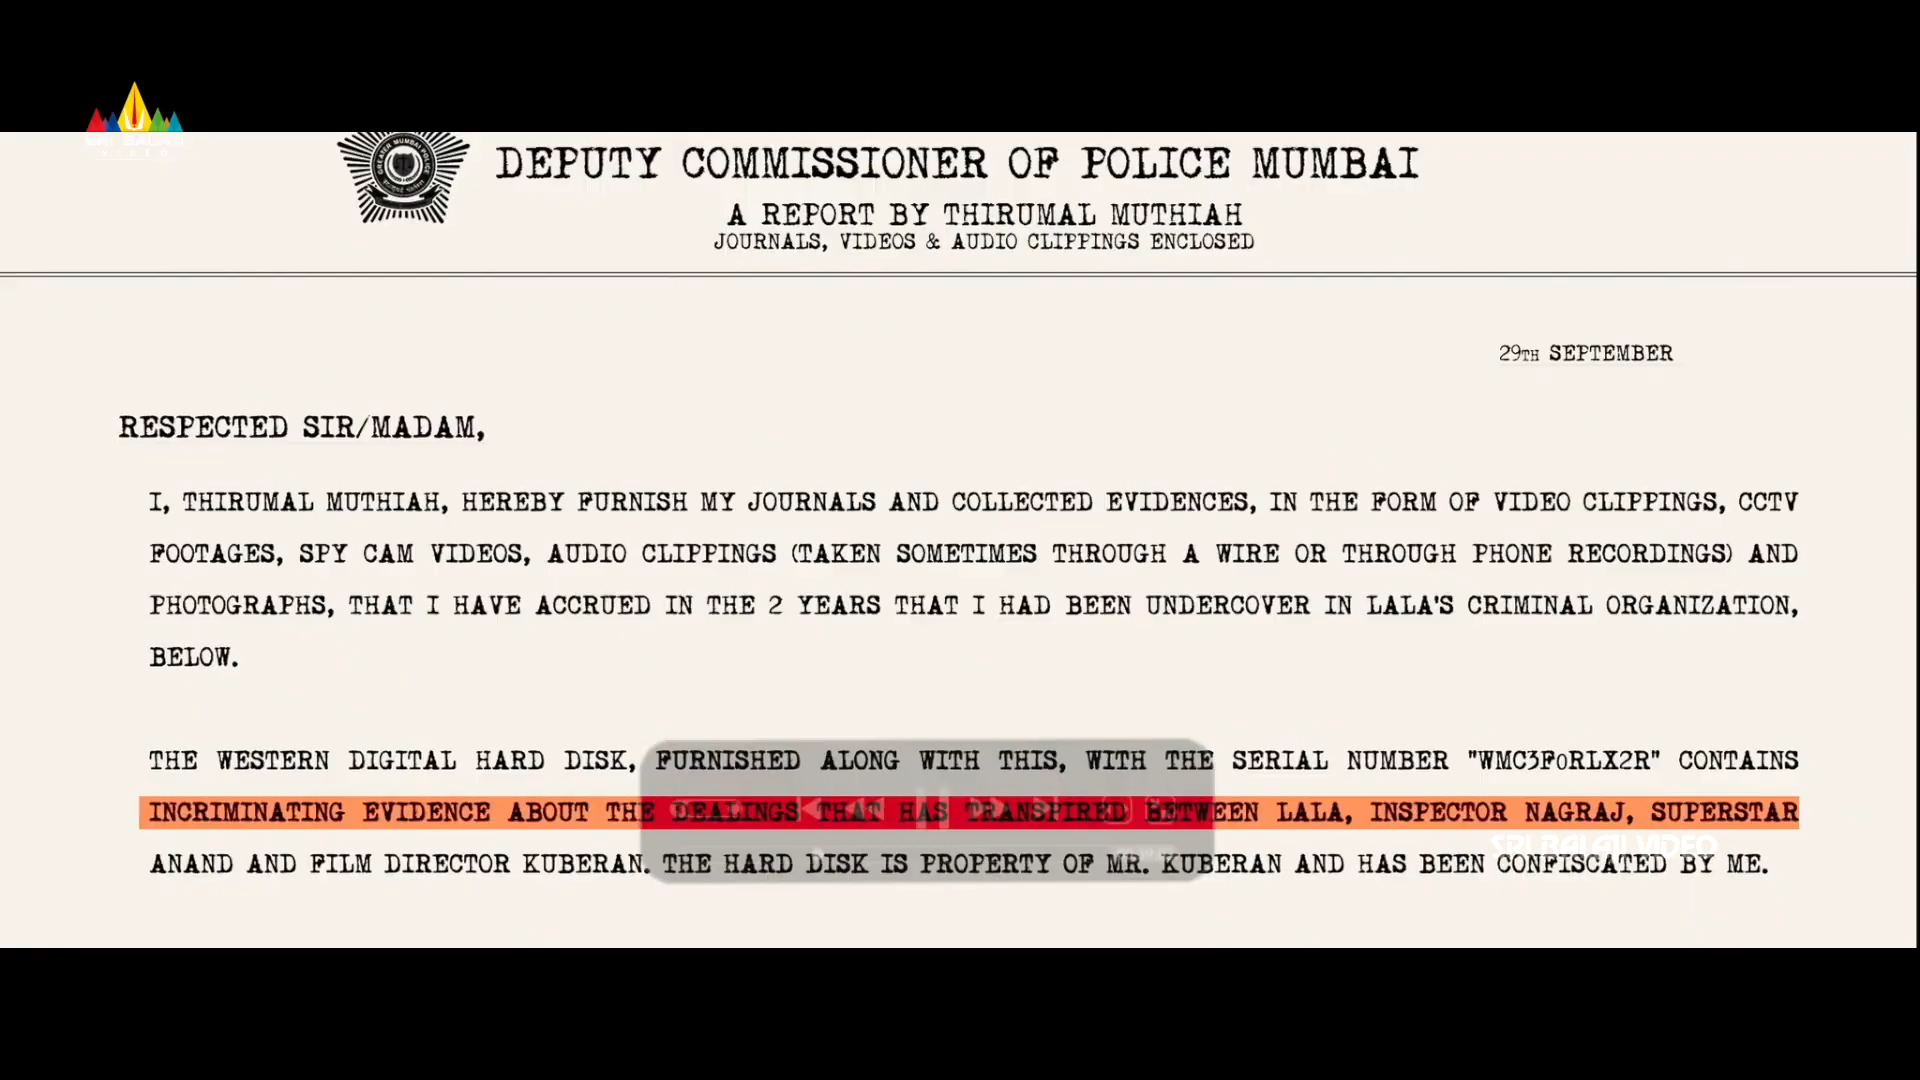 GREATER MUMBAI POLICE
DEPUTY COMMISSIONER OF POLICE MUMBAI
A REPORT BY THIRUMAL MUTHIAH
JOURNALS, VIDEOS & AUDIO CLIPPINGS ENCLOSED
29TH SEPTEMBER
RESPECTED SIR/MADAM,
I, THIRUMAL MUTHIAH, HEREBY FURNISH MY JOURNALS AND COLLECTED EVIDENCES, IN THE FORM OF VIDEO CLIPPINGS, CCTV
FOOTAGES, SPY CAM VIDEOS, AUDIO CLIPPINGS (TAKEN SOMETIMES THROUGH A WIRE OR THROUGH PHONE RECORDINGS) AND
PHOTOGRAPHS, THAT I HAVE ACCRUED IN THE 2 YEARS THAT I HAD BEEN UNDERCOVER IN LALA'S CRIMINAL ORGANIZATION,
BELOW.
THE WESTERN DIGITAL HARD DISK, FURNISHED ALONG WITH THIS, WITH THE SERIAL NUMBER "WMC3F0RLX2R" CONTAINS
INCRIMINATING EVIDENCE ABOUT THE DEALINGS THAT HAS TRANSPIRED BETWEEN LALA, INSPECTOR NAGRAJ, SUPERSTAR
ANAND AND FILM DIRECTOR KUBERAN. THE HARD DISK IS PROPERTY OF MR. KUBERAN AND HAS BEEN CONFISCATED BY ME.
SRI BALAJI VIDEO